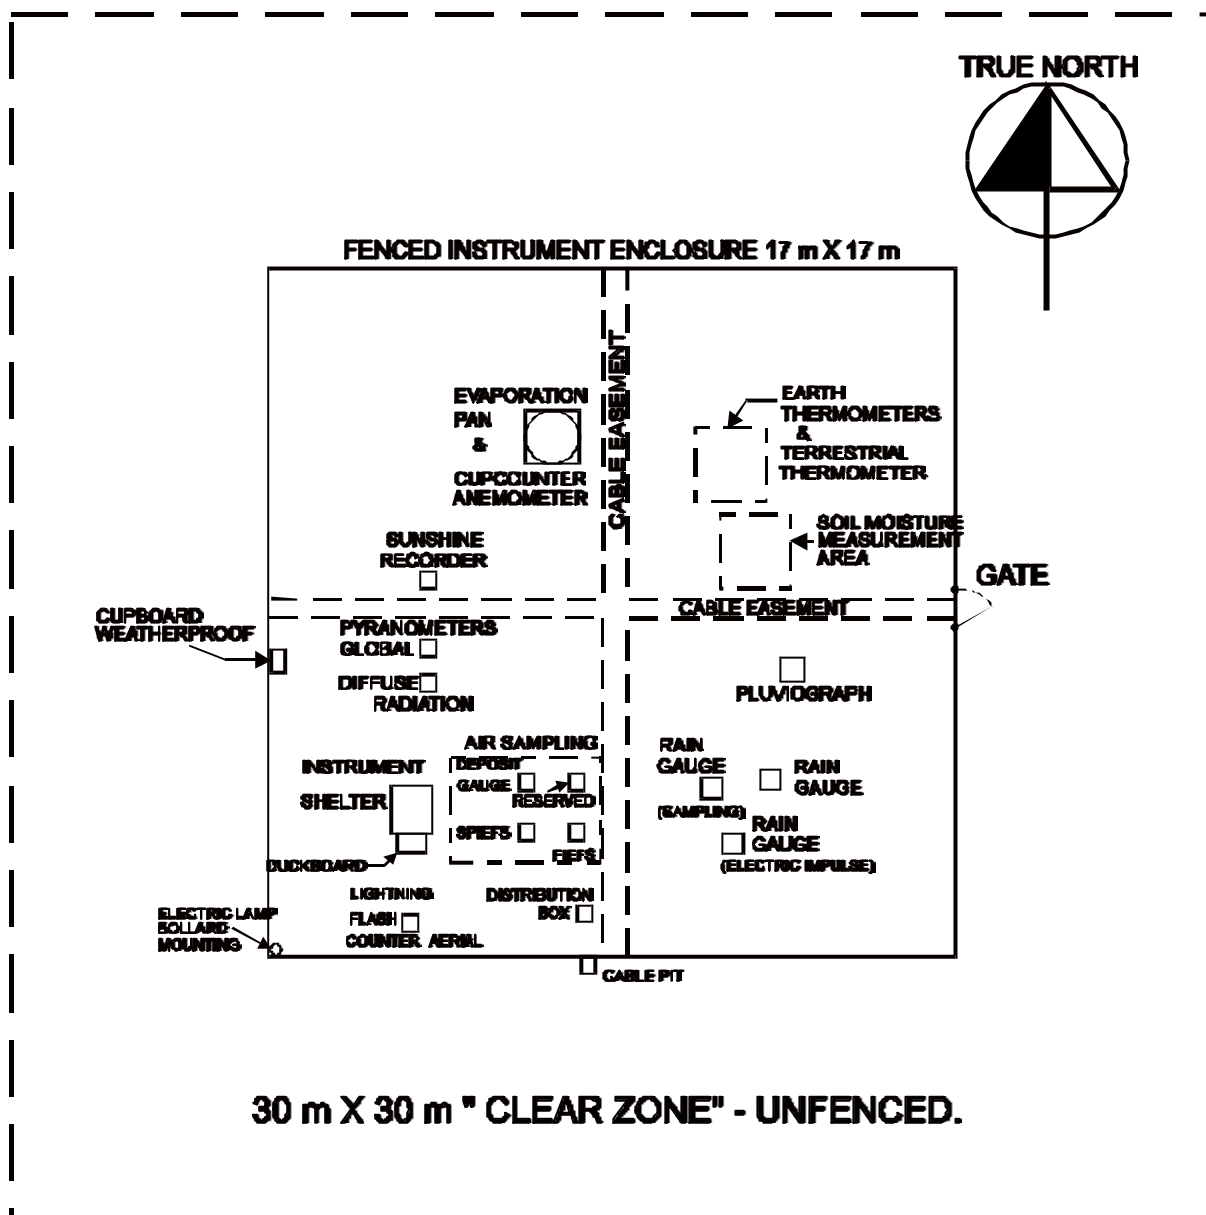 TRUE NORTH
FENCED INSTRUMENT ENCLOSURE 17 m X 17 m
CABLE EASEMENT
EVAPORATION
PAN
&
CUPCOUNTER
ANEMOMETER
EARTH
THERMOMETERS
&
TERRESTRIAL
THERMOMETER
SOIL MOISTURE
MEASUREMENT
AREA
SUNSHINE
RECORDER
GATE
CABLE EASEMENT
CUPBOARD
WEATHERPROOF
PYRANOMETERS
GLOBAL
DIFFUSE
RADIATION
PLUVIOGRAPH
AIR SAMPLING
DEPOSIT
GAUGE
RESERVED
SPIEFS
FIEFS
INSTRUMENT
SHELTER
DUCKBOARD
RAIN
GAUGE
(SAMPLING)
RAIN
GAUGE
RAIN
GAUGE
(ELECTRIC IMPULSE)
LIGHTNING
FLASH
COUNTER AERIAL
DISTRIBUTION
BOX
ELECTRIC LAMP
BOLLARD
MOUNTING
CABLE PIT
30 m X 30 m " CLEAR ZONE" - UNFENCED.